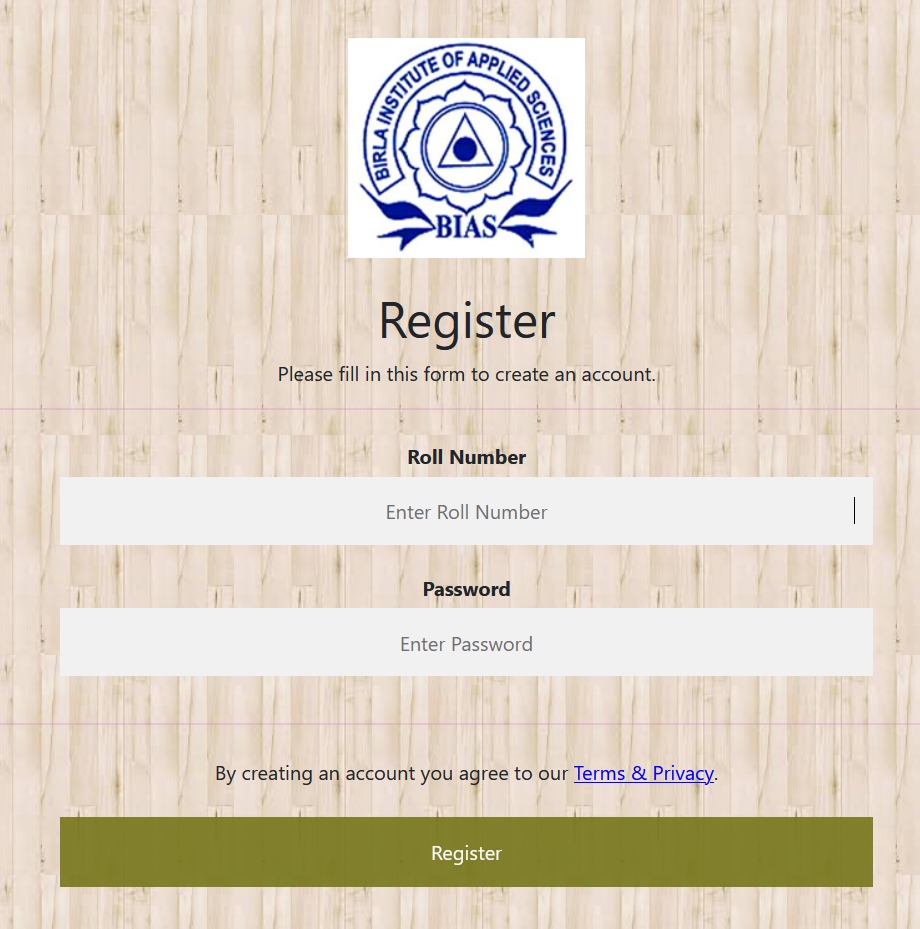 BIRLA INSTITUTE OF APPLIED SCIENCES
BIAS
Register
Please fill in this form to create an account.
Roll Number
Enter Roll Number
Password
Enter Password
By creating an account you agree to our Terms & Privacy.
Register